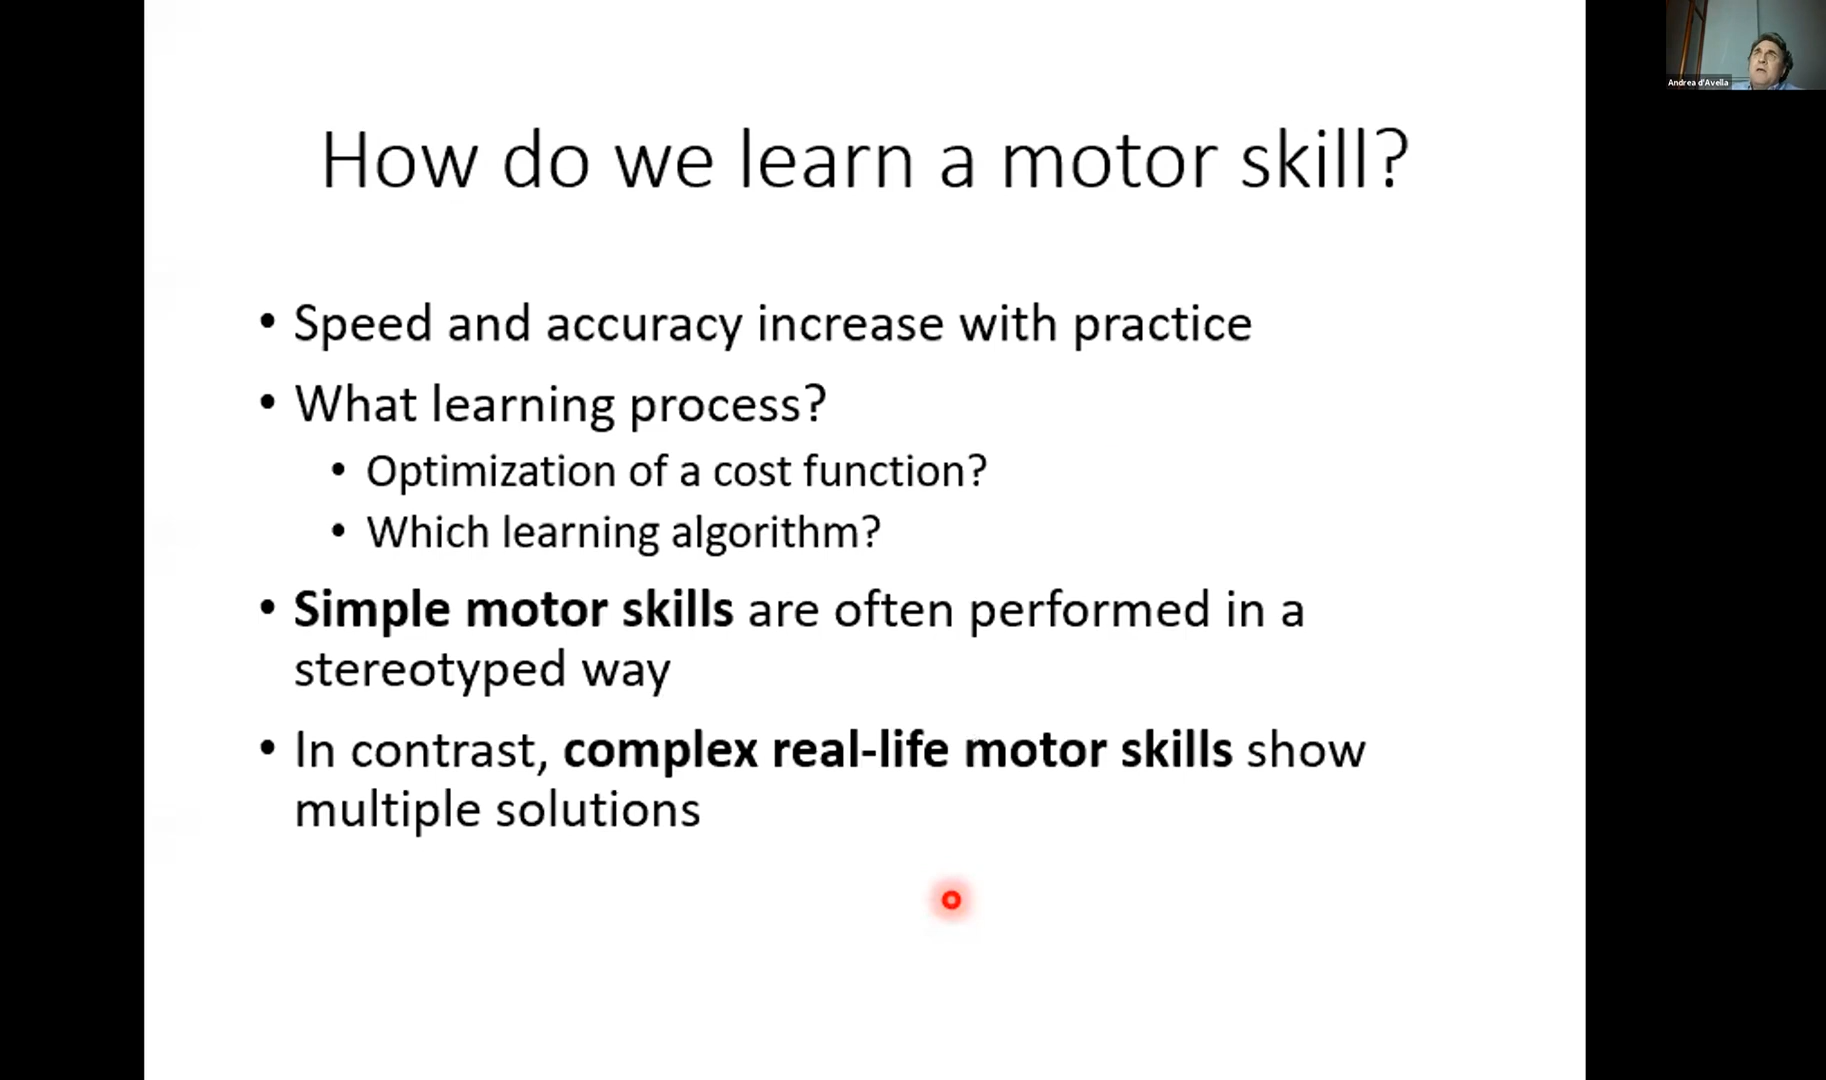 Andrea d'Avella
How do we learn a motor skill?
• Speed and accuracy increase with practice
• What learning process?
• Optimization of a cost function?
• Which learning algorithm?
• Simple motor skills are often performed in a
stereotyped way
• In contrast, complex real-life motor skills show
multiple solutions